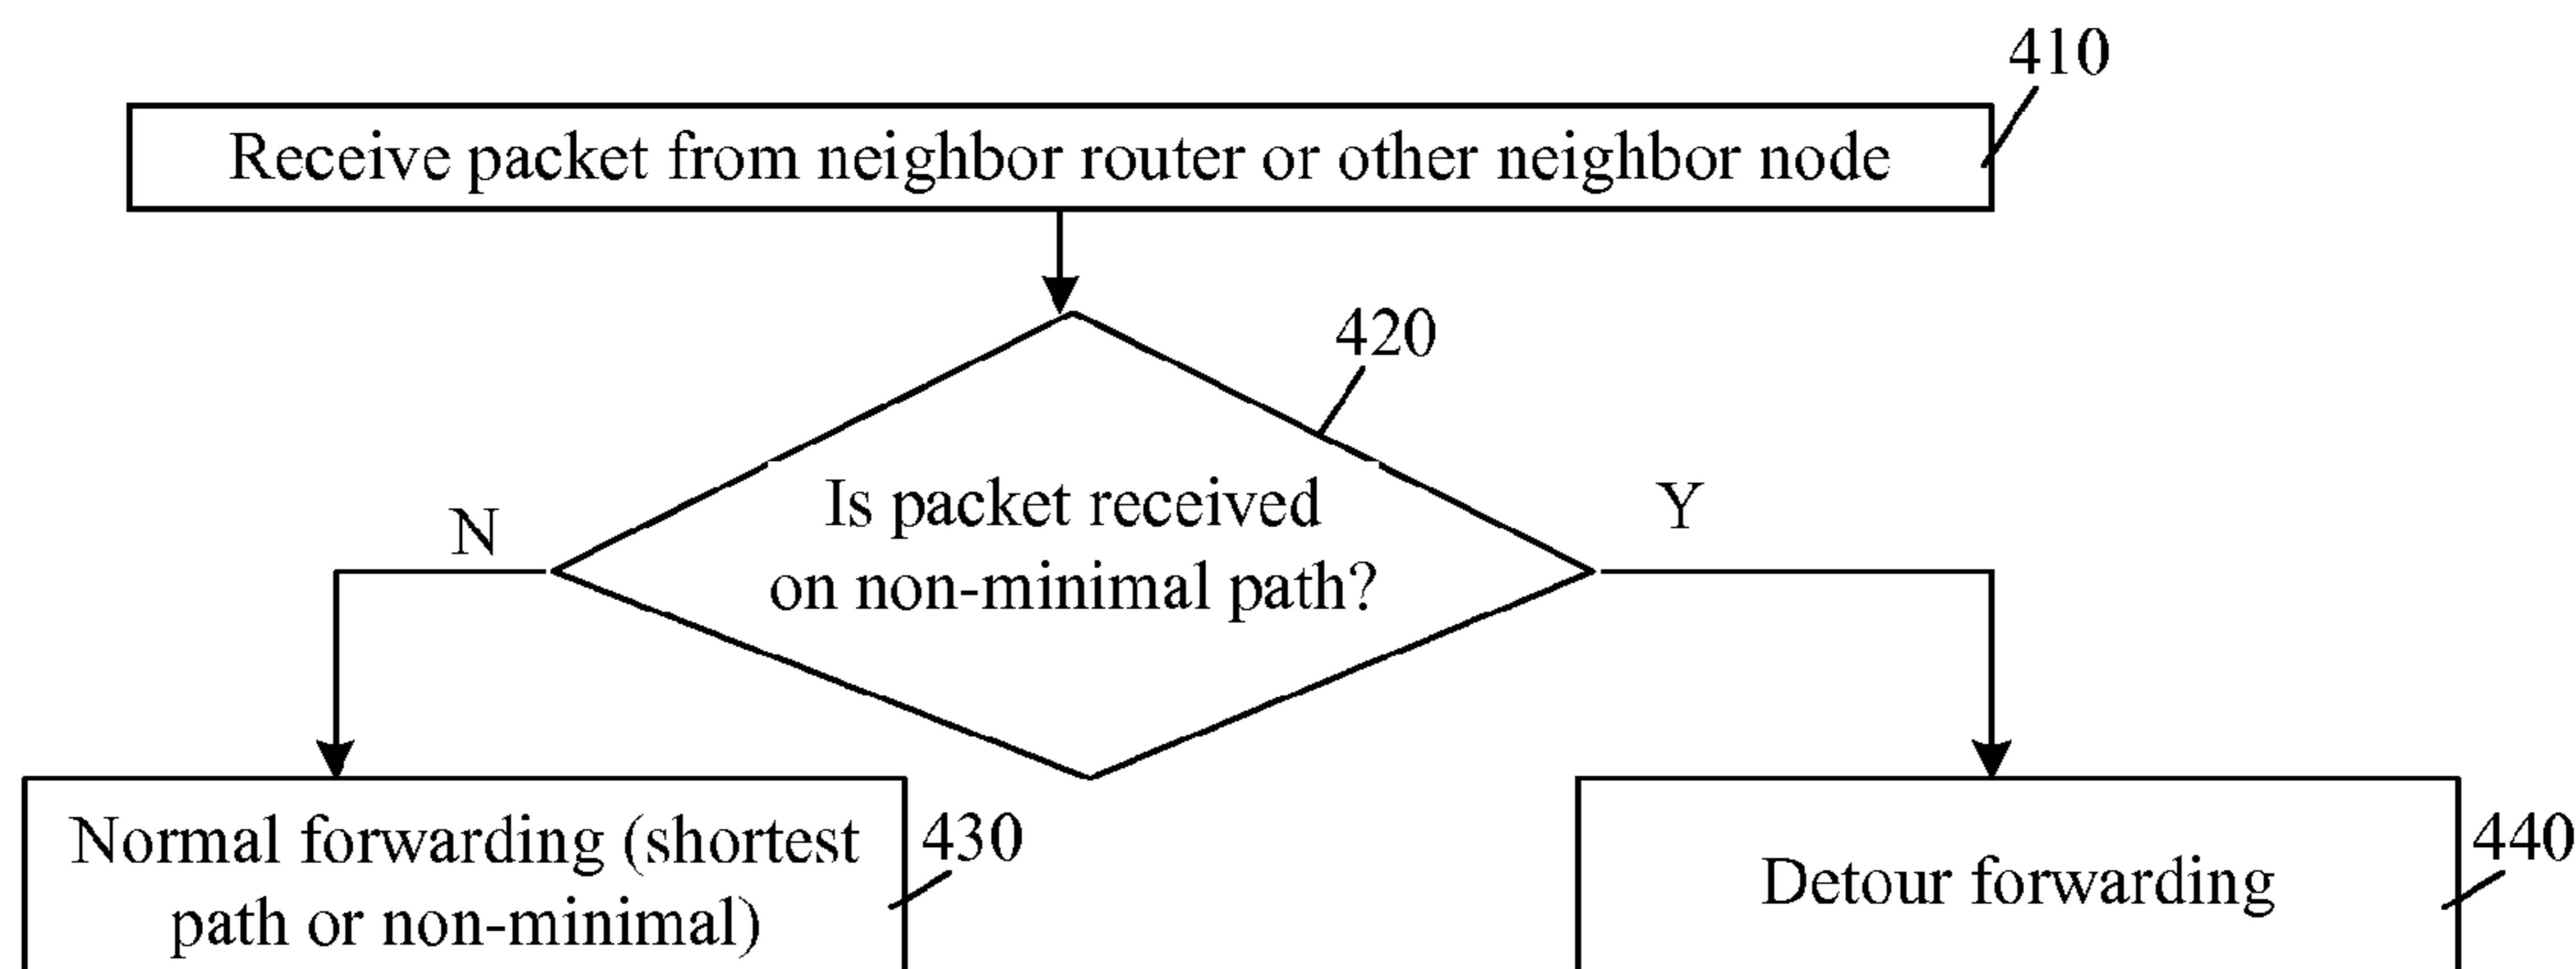 410
Receive packet from neighbor router or other neighbor node
420
Is packet received
on non-minimal path?
N
Y
Normal forwarding (shortest
path or non-minimal)
430
Detour forwarding
440